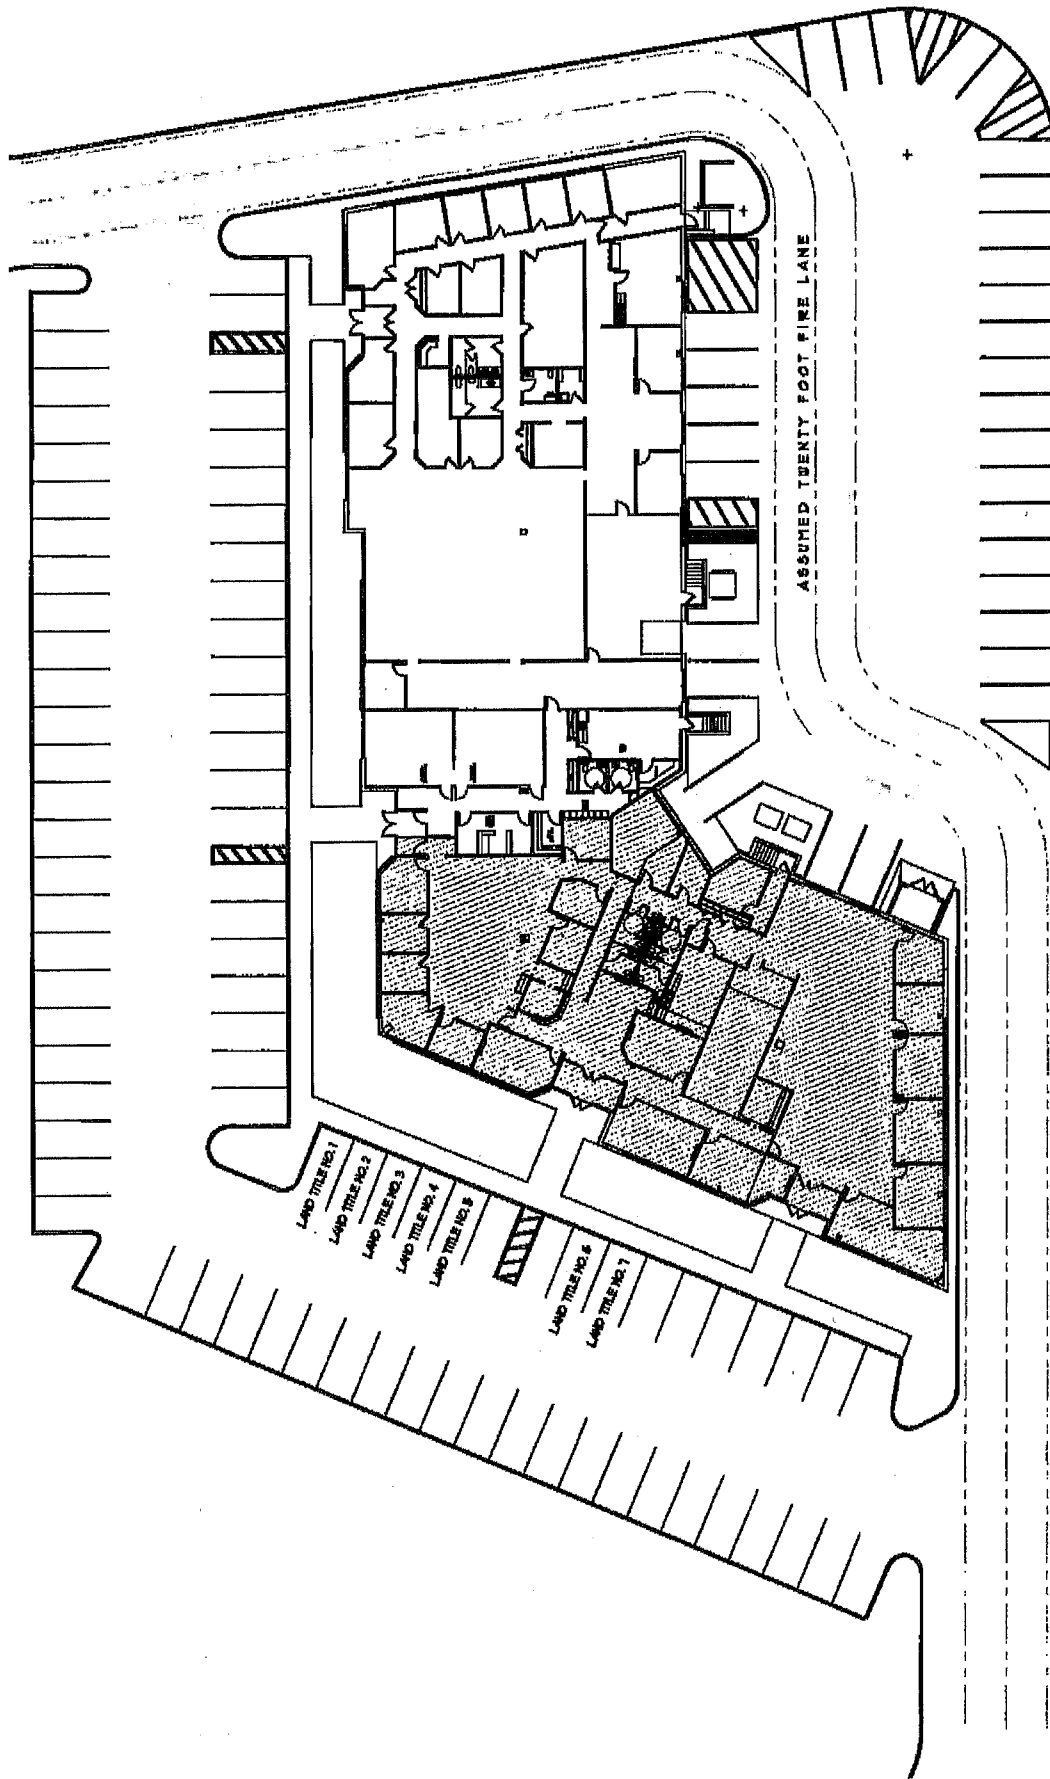 ASSUMED TWENTY FOOT FIRE LANE
LAND TITLE NO. 1
LAND TITLE NO. 2
LAND TITLE NO. 3
LAND TITLE NO. 4
LAND TITLE NO. 5
LAND TITLE NO. 6
LAND TITLE NO. 7